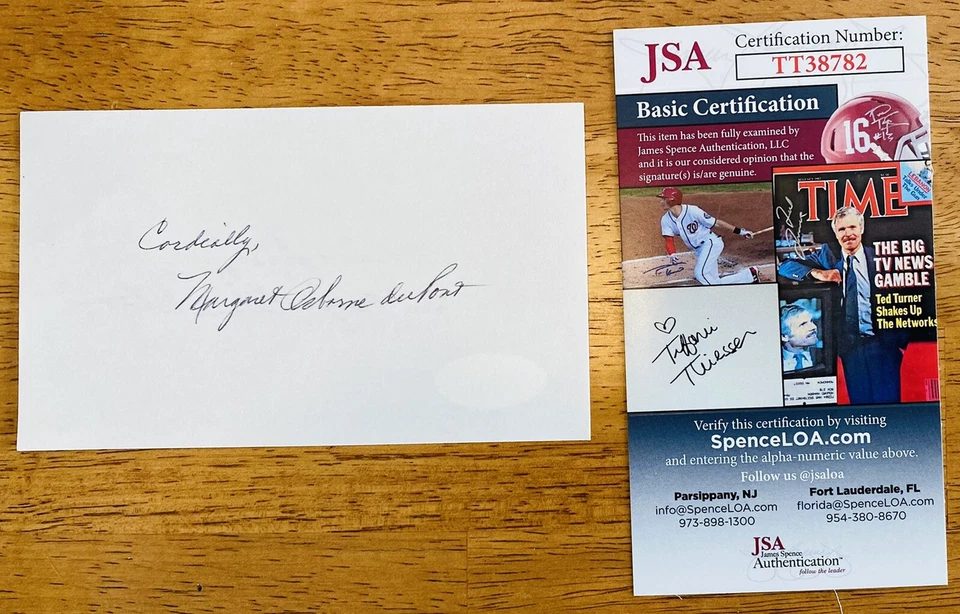 Cordially,
Margaret Osborne duPont
JSA
Certification Number:
TT38782
Basic Certification
This item has been fully examined by
James Spence Authentication, LLC
and it is our considered opinion that the
signature(s) is/are genuine.
16
TIME
THE BIG
TV NEWS
GAMBLE
Ted Turner
Shakes Up
The Networks
Tiffani
Thiessen
Verify this certification by visiting
SpenceLOA.com
and entering the alpha-numeric value above.
Follow us @jsaloa
Parsippany, NJ
info@SpenceLOA.com
973-898-1300
Fort Lauderdale, FL
florida@SpenceLOA.com
954-380-8670
JSA
James Spence
Authentication™
follow the leader